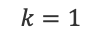 k = 1